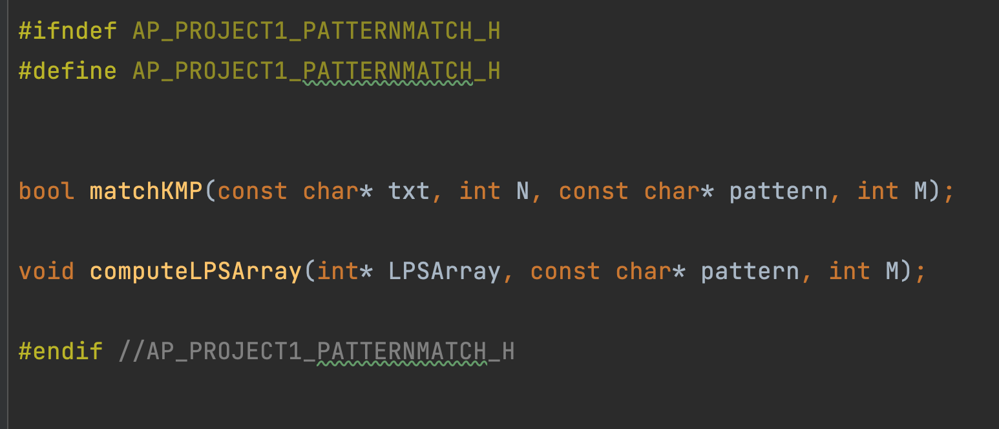 #ifndef AP_PROJECT1_PATTERNMATCH_H
#define AP_PROJECT1_PATTERNMATCH_H
bool matchKMP(const char* txt, int N, const char* pattern, int M);
void computeLPSArray(int* LPSArray, const char* pattern, int M);
#endif //AP_PROJECT1_PATTERNMATCH_H